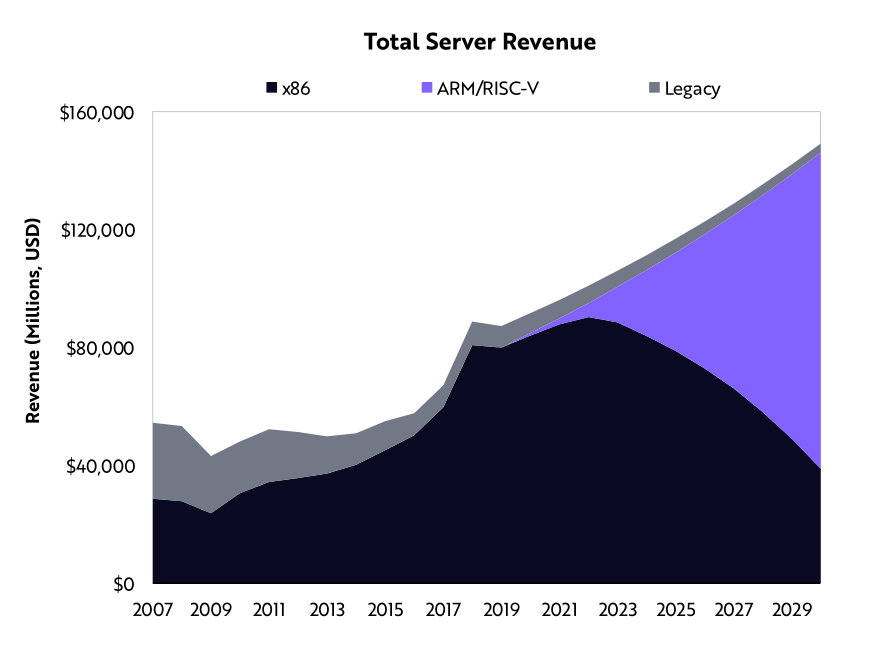 Total Server Revenue
x86 ARM/RISC-V Legacy
$160,000
$120,000
$80,000
$40,000
$0
Revenue (Millions, USD)
2007 2009 2011 2013 2015 2017 2019 2021 2023 2025 2027 2029